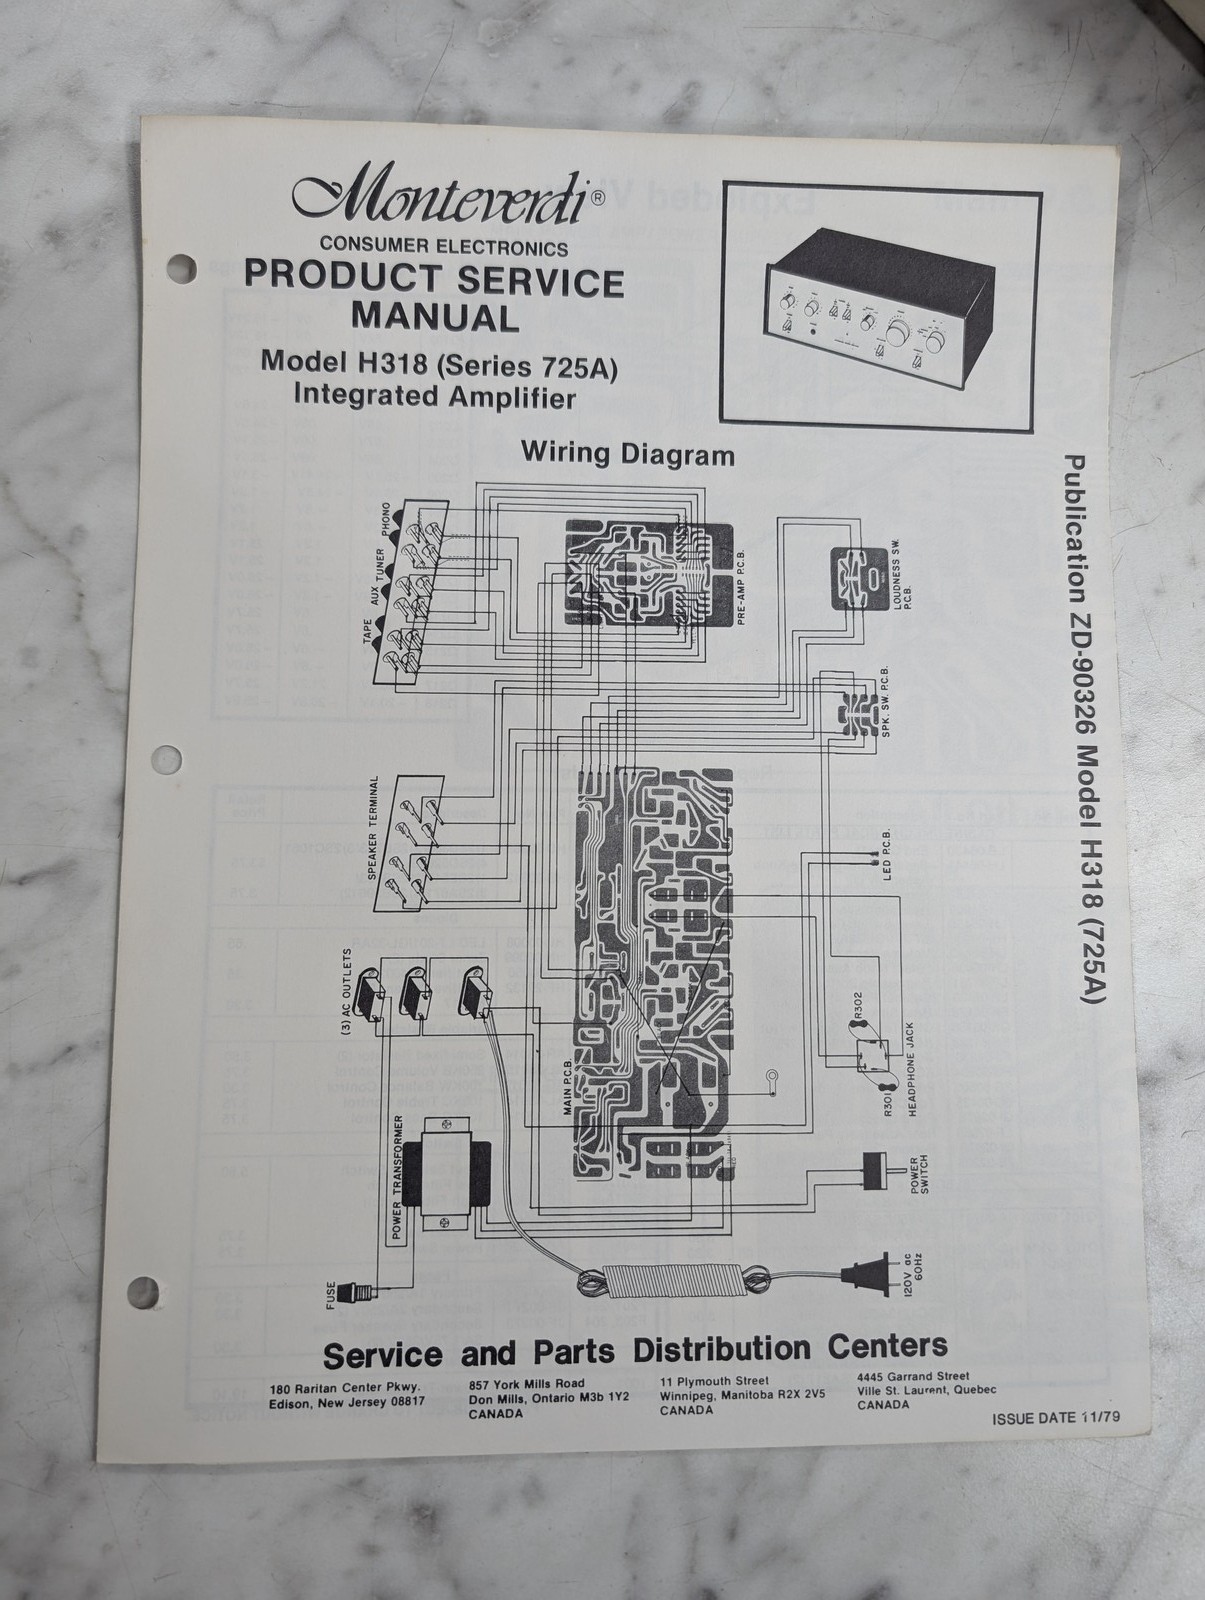 Monteverdi®
CONSUMER ELECTRONICS
PRODUCT SERVICE
MANUAL
Model H318 (Series 725A)
Integrated Amplifier
Wiring Diagram
Publication ZD-90326 Model H318 (725A)
PHONO
TUNER
AUX
TAPE
PRE-AMP P.C.B.
LOUDNESS SW.
P.C.B.
SPK. SW. P.C.B.
SPEAKER TERMINAL
LED P.C.B.
(3) AC OUTLETS
MAIN P.C.B.
R302
R301
HEADPHONE JACK
POWER TRANSFORMER
POWER
SWITCH
FUSE
120V ac
60Hz
Service and Parts Distribution Centers
180 Raritan Center Pkwy.
Edison, New Jersey 08817
857 York Mills Road
Don Mills, Ontario M3b 1Y2
CANADA
11 Plymouth Street
Winnipeg, Manitoba R2X 2V5
CANADA
4445 Garrand Street
Ville St. Laurent, Quebec
CANADA
ISSUE DATE 11/79